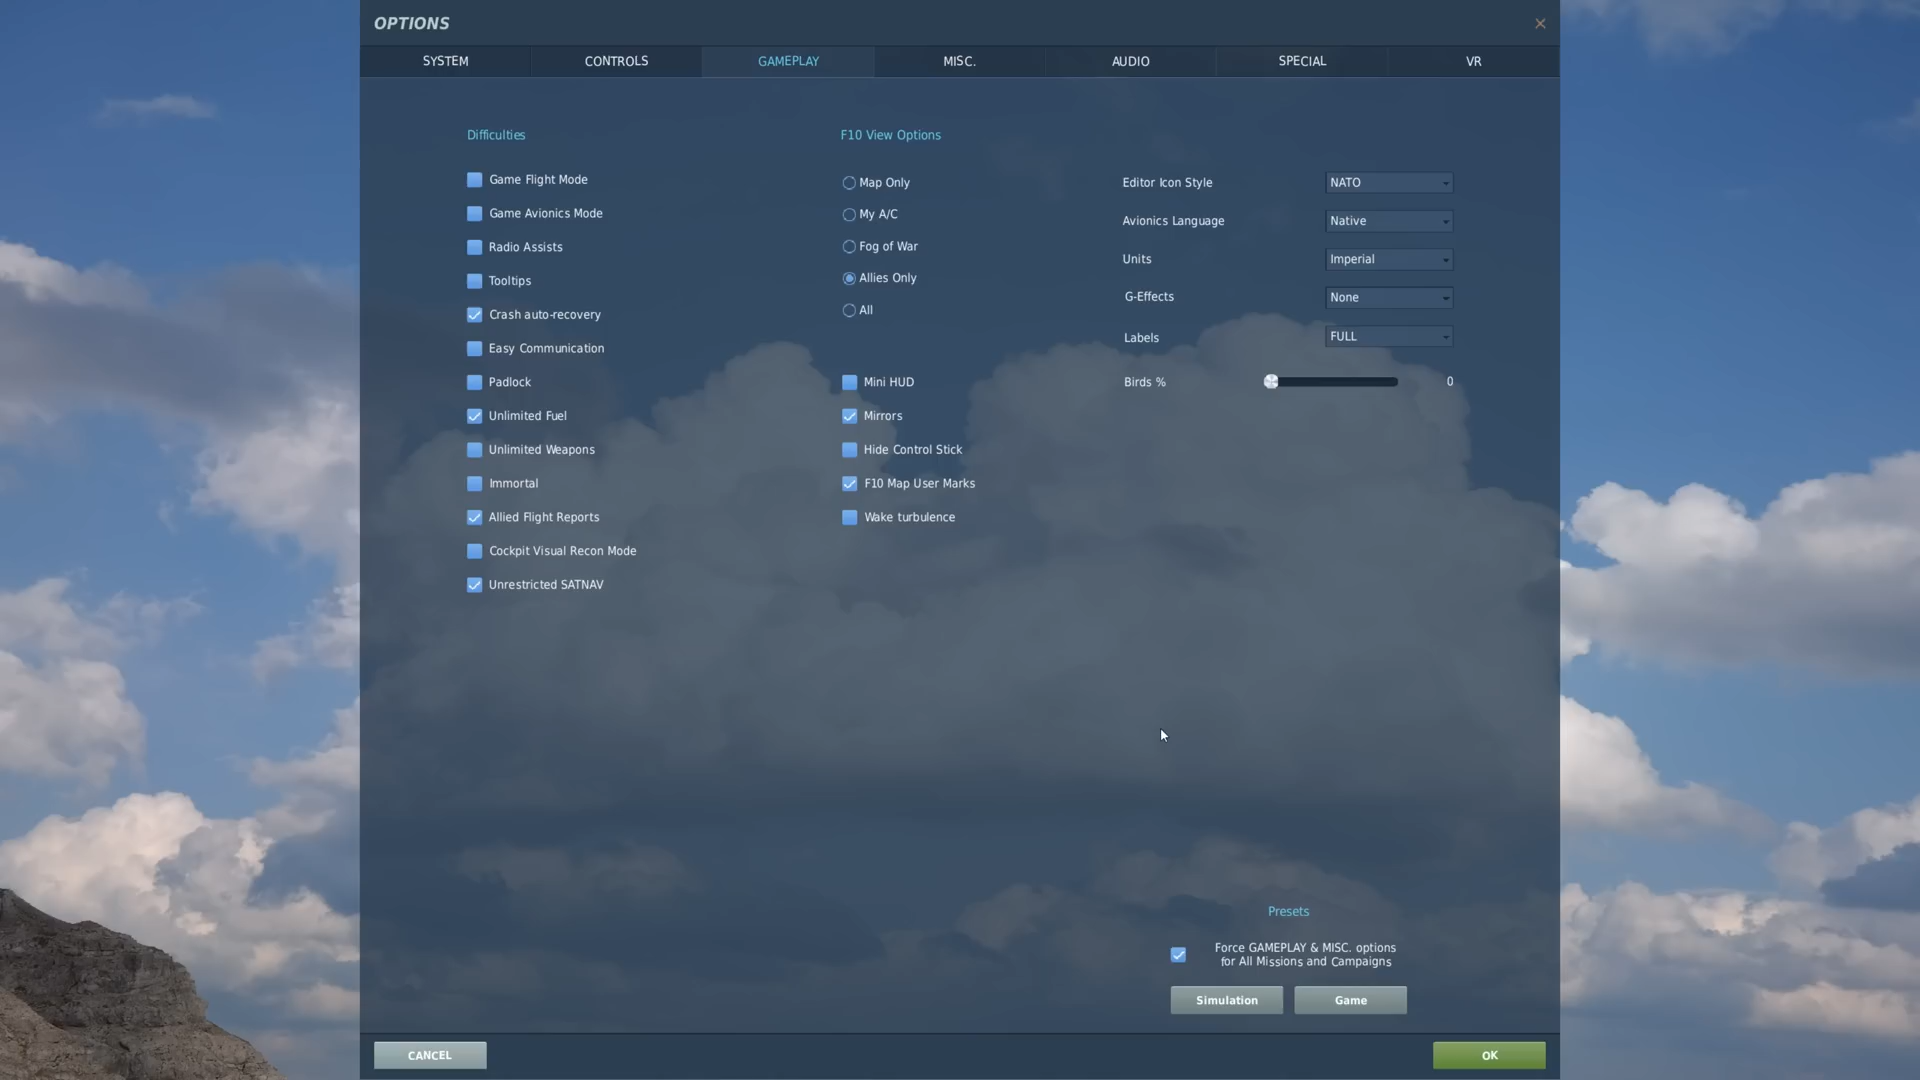 OPTIONS
SYSTEM
CONTROLS
GAMEPLAY
MISC.
AUDIO
SPECIAL
VR
Difficulties
Game Flight Mode
Game Avionics Mode
Radio Assists
Tooltips
Crash auto-recovery
Easy Communication
Padlock
Unlimited Fuel
Unlimited Weapons
Immortal
Allied Flight Reports
Cockpit Visual Recon Mode
Unrestricted SATNAV
F10 View Options
Map Only
My A/C
Fog of War
Allies Only
All
Mini HUD
Mirrors
Hide Control Stick
F10 Map User Marks
Wake turbulence
Editor Icon Style NATO
Avionics Language Native
Units Imperial
G-Effects None
Labels FULL
Birds % 0
Presets
Force GAMEPLAY & MISC. options
for All Missions and Campaigns
Simulation
Game
CANCEL
OK